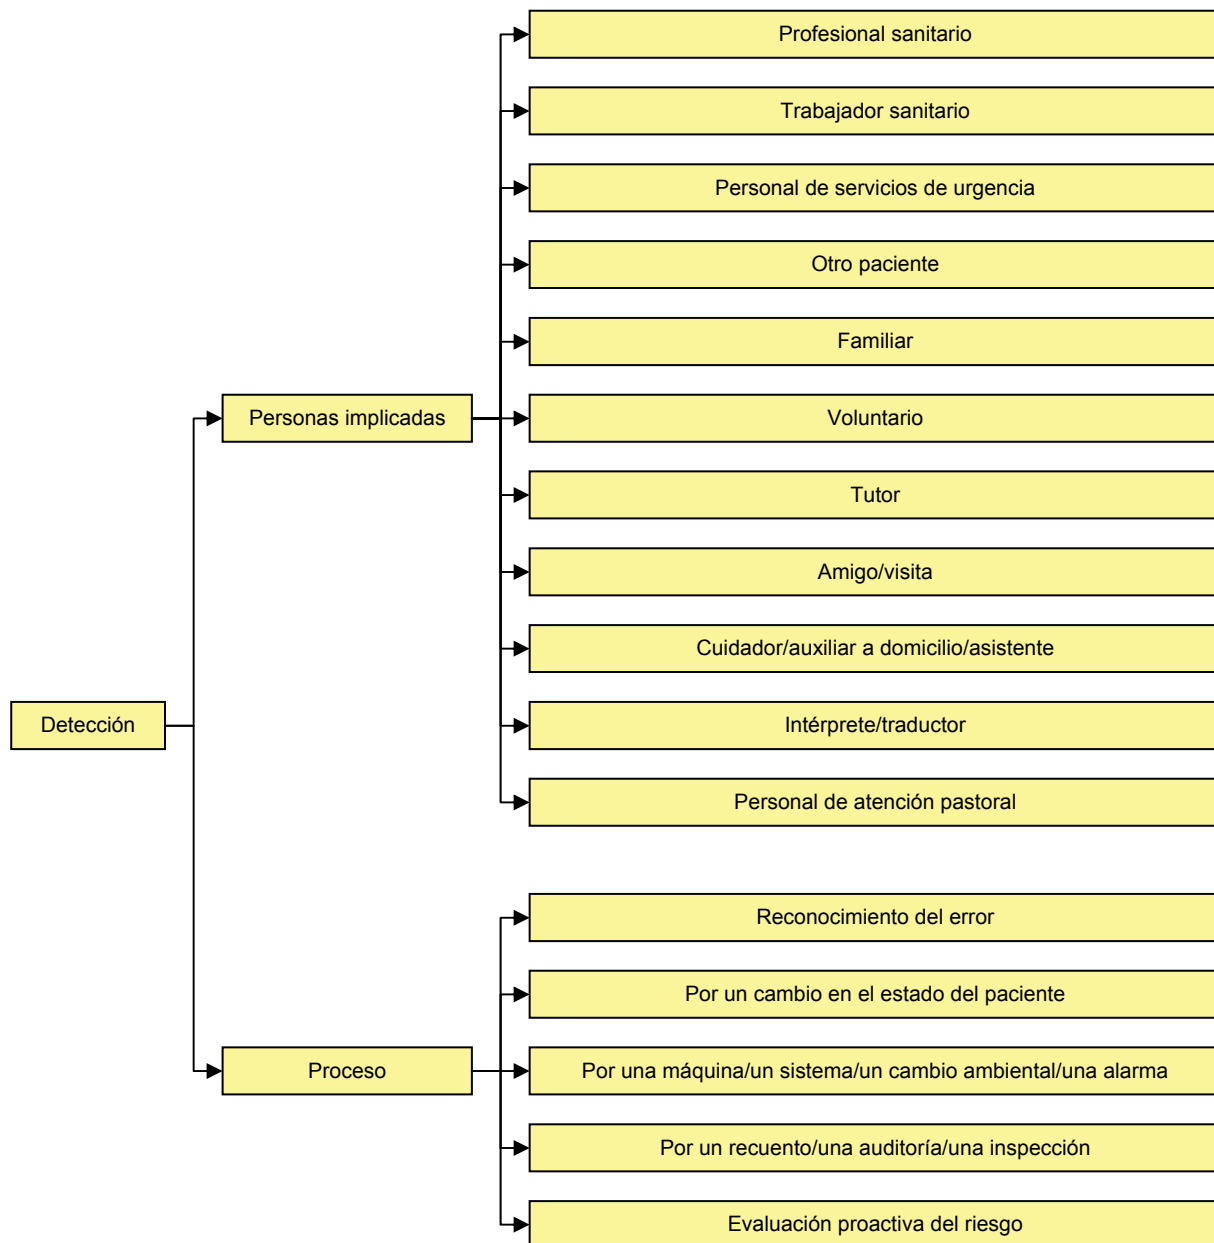 Profesional sanitario
Trabajador sanitario
Personal de servicios de urgencia
Otro paciente
Familiar
Personas implicadas
Voluntario
Tutor
Amigo/visita
Cuidador/auxiliar a domicilio/asistente
Detección
Intérprete/traductor
Personal de atención pastoral
Reconocimiento del error
Por un cambio en el estado del paciente
Proceso
Por una máquina/un sistema/un cambio ambiental/una alarma
Por un recuento/una auditoría/una inspección
Evaluación proactiva del riesgo